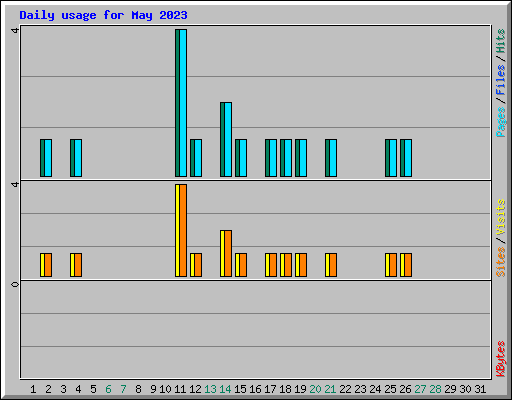 Daily usage for May 2023
4
4
0
Pages / Files / Hits
Sites / Visits
KBytes
1 2 3 4 5 6 7 8 9 10 11 12 13 14 15 16 17 18 19 20 21 22 23 24 25 26 27 28 29 30 31